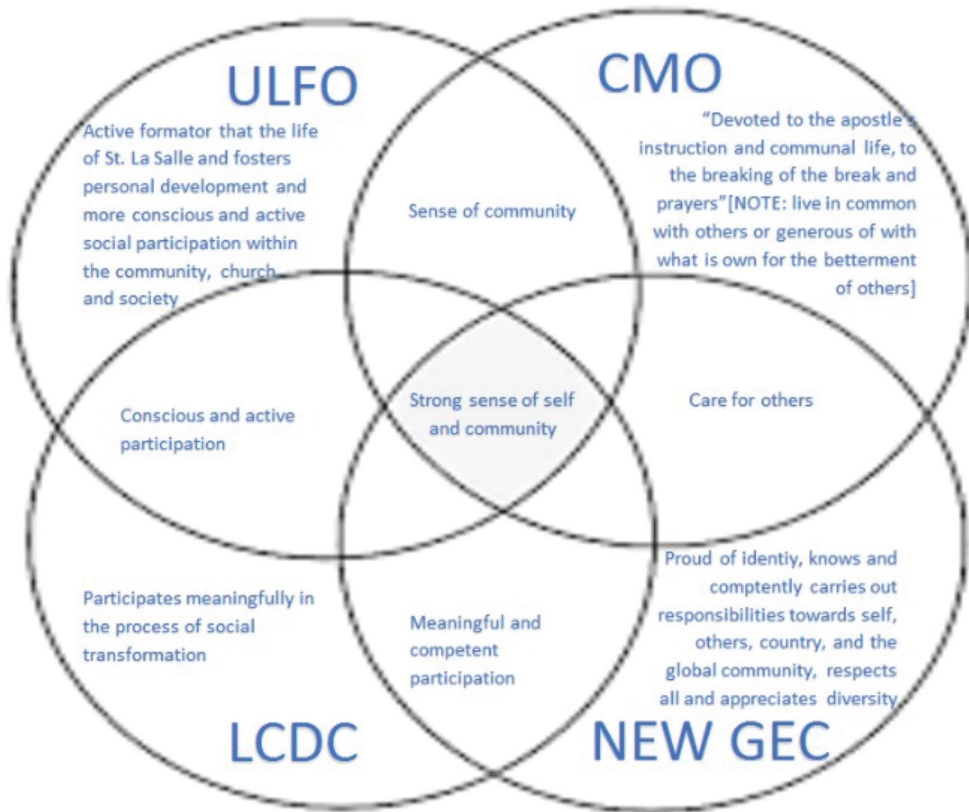 ULFO
Active formator that the life
of St. La Salle and fosters
personal development and
more conscious and active
social participation within
the community, church
and society
CMO
“Devoted to the apostle's
instruction and communal life, to
the breaking of the break and
prayers”[NOTE: live in common
with others or generous of with
what is own for the betterment
of others]
Sense of community
Conscious and active
participation
Strong sense of self
and community
Care for others
Participates meaningfully in
the process of social
transformation
LCDC
Meaningful and
competent
participation
Proud of identiy, knows and
comptently carries out
responsibilities towards self,
others, country, and the
global community, respects
all and appreciates diversity
NEW GEC